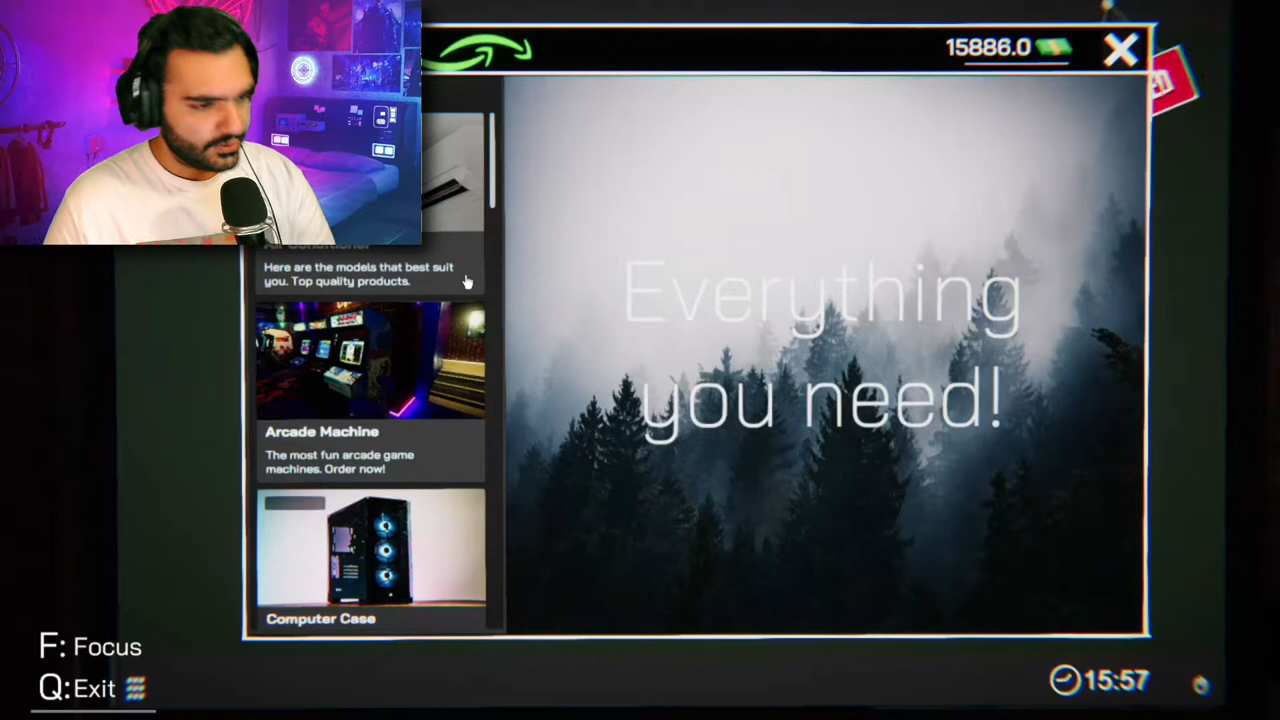 15886.0
Here are the models that best suit
you. Top quality products.
Everything
you need!
Arcade Machine
The most fun arcade game
machines. Order now!
Computer Case
F: Focus
Q: Exit
15:57